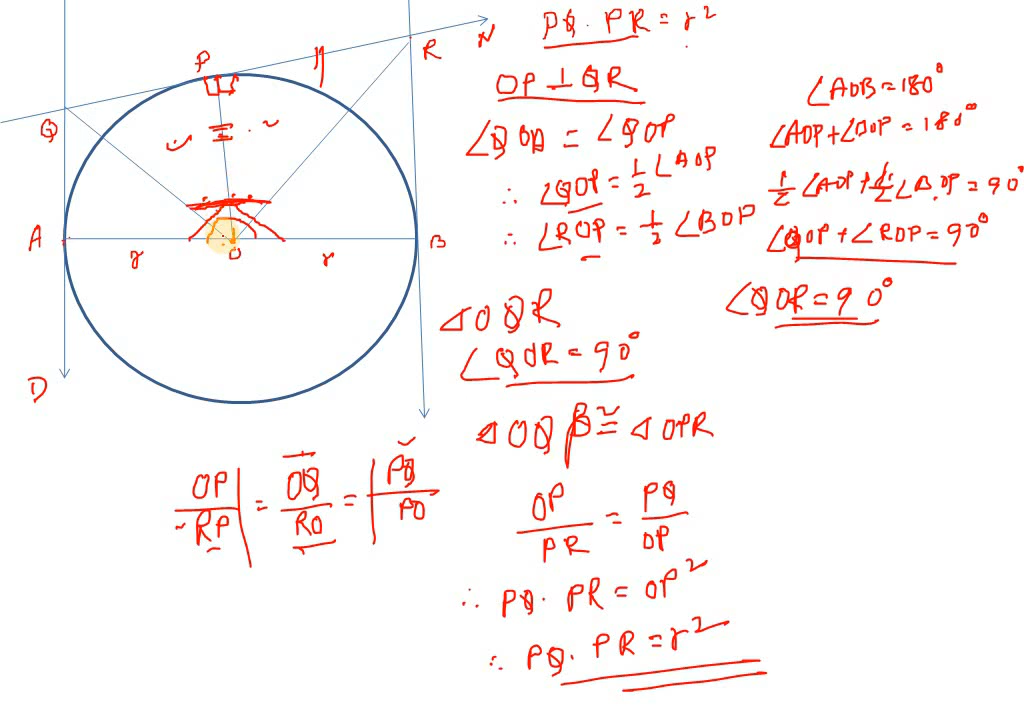 PQ · PR = r²
OP ⊥ QR
∠QOA = ∠QOP
∴ ∠QOP = ½ ∠AOP
∴ ∠ROP = ½ ∠BOP
∠AOB = 180°
∠AOP + ∠BOP = 180°
½ ∠AOP + ½ ∠BOP = 90°
∠QOP + ∠ROP = 90°
∠QOR = 90°
N
R
P
Q
A
r
O
r
B
D
△OQR
∠QOR = 90°
△OQP ≅ △OPR
OP/RP = OQ/RO = PQ/PO
OP/PR = PQ/OP
∴ PQ · PR = OP²
∴ PQ · PR = r²